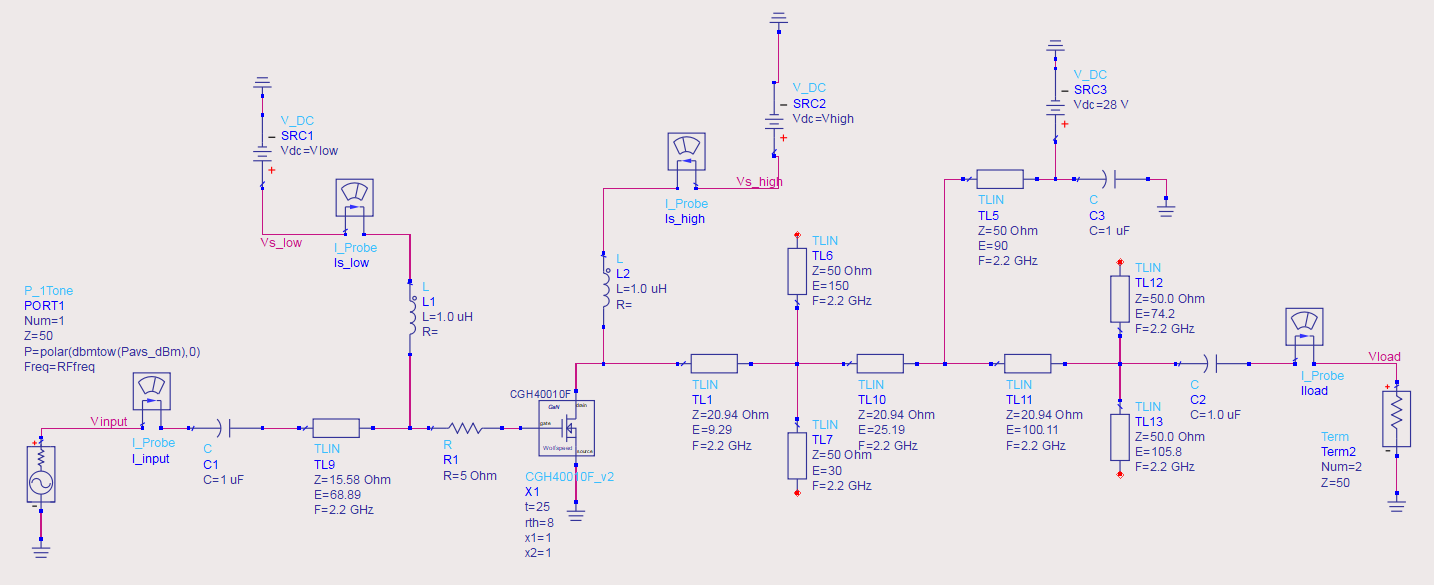 V_DC
SRC1
Vdc=Vlow
Vs_low
I_Probe
Is_low
L
L1
L=1.0 uH
R=
P_1Tone
PORT1
Num=1
Z=50
P=polar(dbmtow(Pavs_dBm),0)
Freq=RFfreq
Vinput
I_Probe
I_input
C
C1
C=1 uF
TLIN
TL9
Z=15.58 Ohm
E=68.89
F=2.2 GHz
R
R1
R=5 Ohm
CGH40010F
GaN
drain
gate
Wolfspeed
source
CGH40010F_v2
X1
t=25
rth=8
x1=1
x2=1
V_DC
SRC2
Vdc=Vhigh
Vs_high
I_Probe
Is_high
L
L2
L=1.0 uH
R=
TLIN
TL1
Z=20.94 Ohm
E=9.29
F=2.2 GHz
TLIN
TL6
Z=50 Ohm
E=150
F=2.2 GHz
TLIN
TL7
Z=50 Ohm
E=30
F=2.2 GHz
TLIN
TL10
Z=20.94 Ohm
E=25.19
F=2.2 GHz
V_DC
SRC3
Vdc=28 V
TLIN
TL5
Z=50 Ohm
E=90
F=2.2 GHz
C
C3
C=1 uF
TLIN
TL11
Z=20.94 Ohm
E=100.11
F=2.2 GHz
TLIN
TL12
Z=50.0 Ohm
E=74.2
F=2.2 GHz
TLIN
TL13
Z=50.0 Ohm
E=105.8
F=2.2 GHz
C
C2
C=1.0 uF
I_Probe
Iload
Vload
Term
Term2
Num=2
Z=50